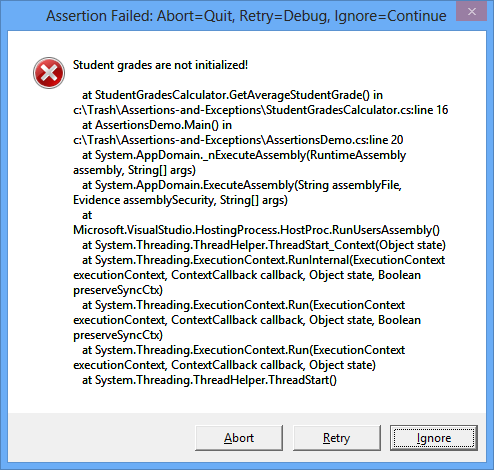 Assertion Failed: Abort=Quit, Retry=Debug, Ignore=Continue
Student grades are not initialized!
at StudentGradesCalculator.GetAverageStudentGrade() in
c:\Trash\Assertions-and-Exceptions\StudentGradesCalculator.cs:line 16
at AssertionsDemo.Main() in
c:\Trash\Assertions-and-Exceptions\AssertionsDemo.cs:line 20
at System.AppDomain._nExecuteAssembly(RuntimeAssembly
assembly, String[] args)
at System.AppDomain.ExecuteAssembly(String assemblyFile,
Evidence assemblySecurity, String[] args)
at
Microsoft.VisualStudio.HostingProcess.HostProc.RunUsersAssembly()
at System.Threading.ThreadHelper.ThreadStart_Context(Object state)
at System.Threading.ExecutionContext.RunInternal(ExecutionContext
executionContext, ContextCallback callback, Object state, Boolean
preserveSyncCtx)
at System.Threading.ExecutionContext.Run(ExecutionContext
executionContext, ContextCallback callback, Object state, Boolean
preserveSyncCtx)
at System.Threading.ExecutionContext.Run(ExecutionContext
executionContext, ContextCallback callback, Object state)
at System.Threading.ThreadHelper.ThreadStart()
Abort Retry Ignore